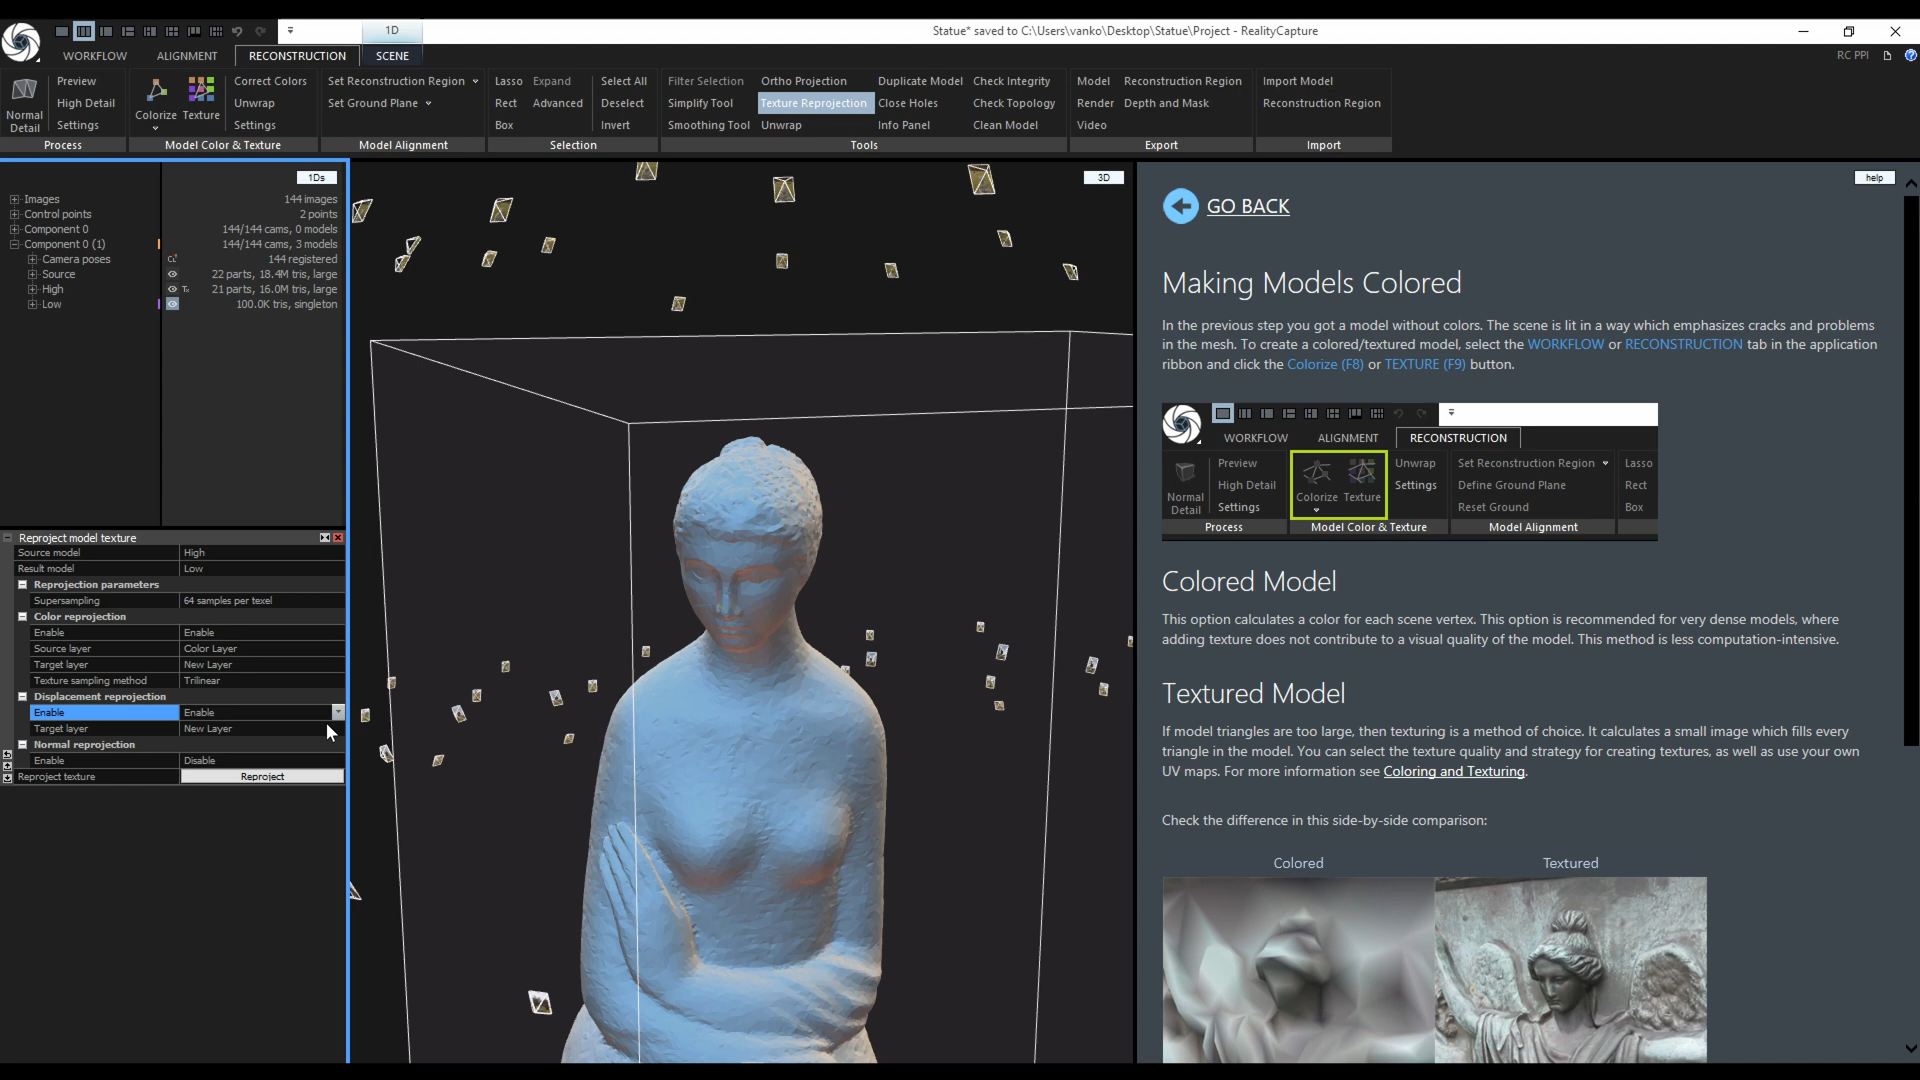 1D
Statue* saved to C:\Users\vanko\Desktop\Statue\Project - RealityCapture
WORKFLOW ALIGNMENT RECONSTRUCTION SCENE
RC PPI
Normal Detail
Preview
High Detail
Settings
Process
Colorize Texture
Correct Colors
Unwrap
Settings
Model Color & Texture
Set Reconstruction Region
Set Ground Plane
Model Alignment
Lasso Expand Select All
Rect Advanced Deselect
Box Invert
Selection
Filter Selection Ortho Projection Duplicate Model Check Integrity
Simplify Tool Texture Reprojection Close Holes Check Topology
Smoothing Tool Unwrap Info Panel Clean Model
Tools
Model Reconstruction Region
Render Depth and Mask
Video
Export
Import Model
Reconstruction Region
Import
1Ds
Images 144 images
Control points 2 points
Component 0 144/144 cams, 0 models
Component 0 (1) 144/144 cams, 3 models
Camera poses 144 registered
Source 22 parts, 18.4M tris, large
High 21 parts, 16.0M tris, large
Low 100.0K tris, singleton
Reproject model texture
Source model High
Result model Low
Reprojection parameters
Supersampling 64 samples per texel
Color reprojection
Enable Enable
Source layer Color Layer
Target layer New Layer
Texture sampling method Trilinear
Displacement reprojection
Enable Enable
Target layer New Layer
Normal reprojection
Enable Disable
Reproject texture Reproject
3D
help
GO BACK
Making Models Colored
In the previous step you got a model without colors. The scene is lit in a way which emphasizes cracks and problems
in the mesh. To create a colored/textured model, select the WORKFLOW or RECONSTRUCTION tab in the application
ribbon and click the Colorize (F8) or TEXTURE (F9) button.
WORKFLOW ALIGNMENT RECONSTRUCTION
Normal Detail
Preview
High Detail
Settings
Process
Colorize Texture
Unwrap
Settings
Model Color & Texture
Set Reconstruction Region
Define Ground Plane
Reset Ground
Model Alignment
Lasso
Rect
Box
Colored Model
This option calculates a color for each scene vertex. This option is recommended for very dense models, where
adding texture does not contribute to a visual quality of the model. This method is less computation-intensive.
Textured Model
If model triangles are too large, then texturing is a method of choice. It calculates a small image which fills every
triangle in the model. You can select the texture quality and strategy for creating textures, as well as use your own
UV maps. For more information see Coloring and Texturing.
Check the difference in this side-by-side comparison:
Colored Textured